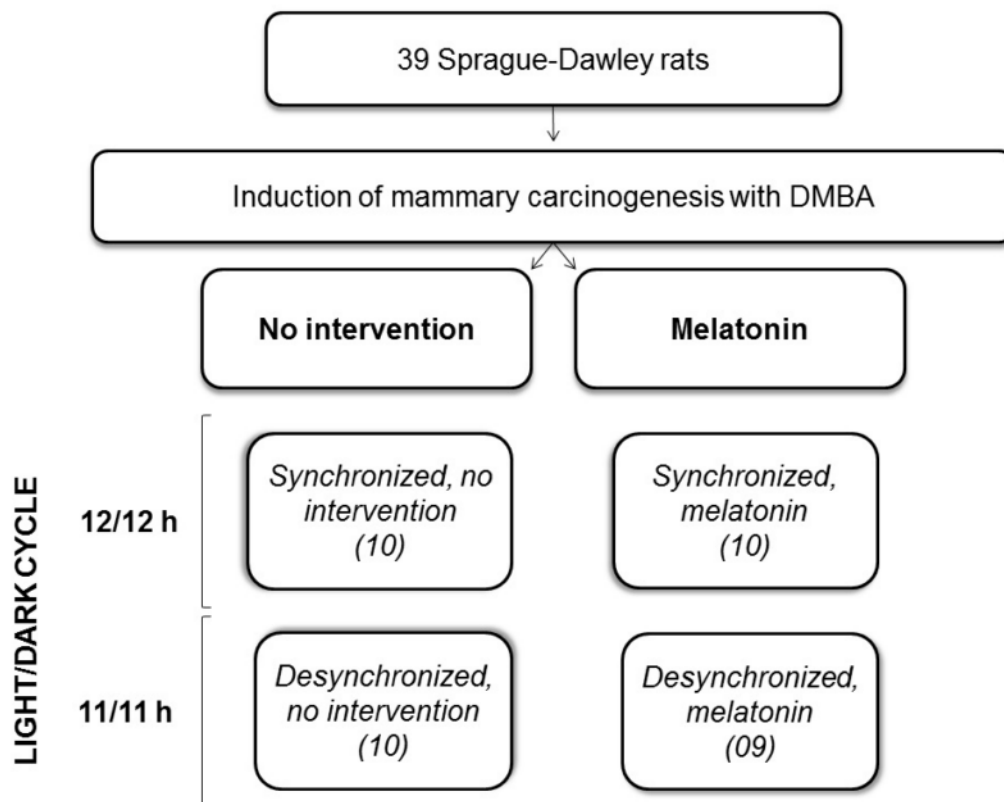 39 Sprague-Dawley rats
Induction of mammary carcinogenesis with DMBA
No intervention
Melatonin
LIGHT/DARK CYCLE
12/12 h
Synchronized, no
intervention
(10)
Synchronized,
melatonin
(10)
11/11 h
Desynchronized,
no intervention
(10)
Desynchronized,
melatonin
(09)